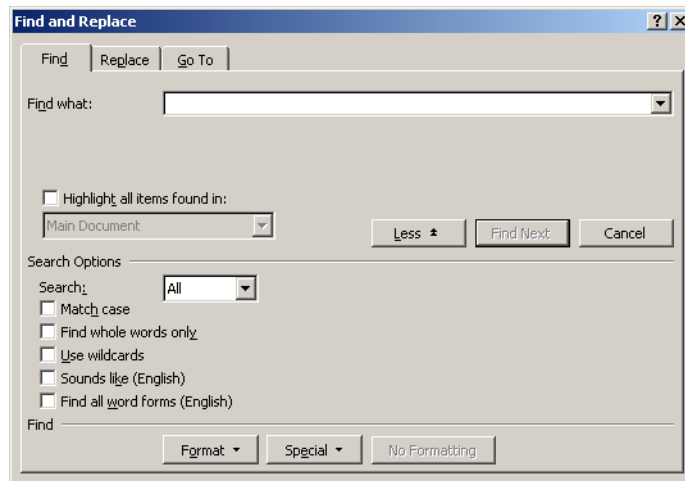 Find and Replace
Find Replace Go To
Find what:
Highlight all items found in:
Main Document
Less Find Next Cancel
Search Options
Search: All
Match case
Find whole words only
Use wildcards
Sounds like (English)
Find all word forms (English)
Find
Format Special No Formatting